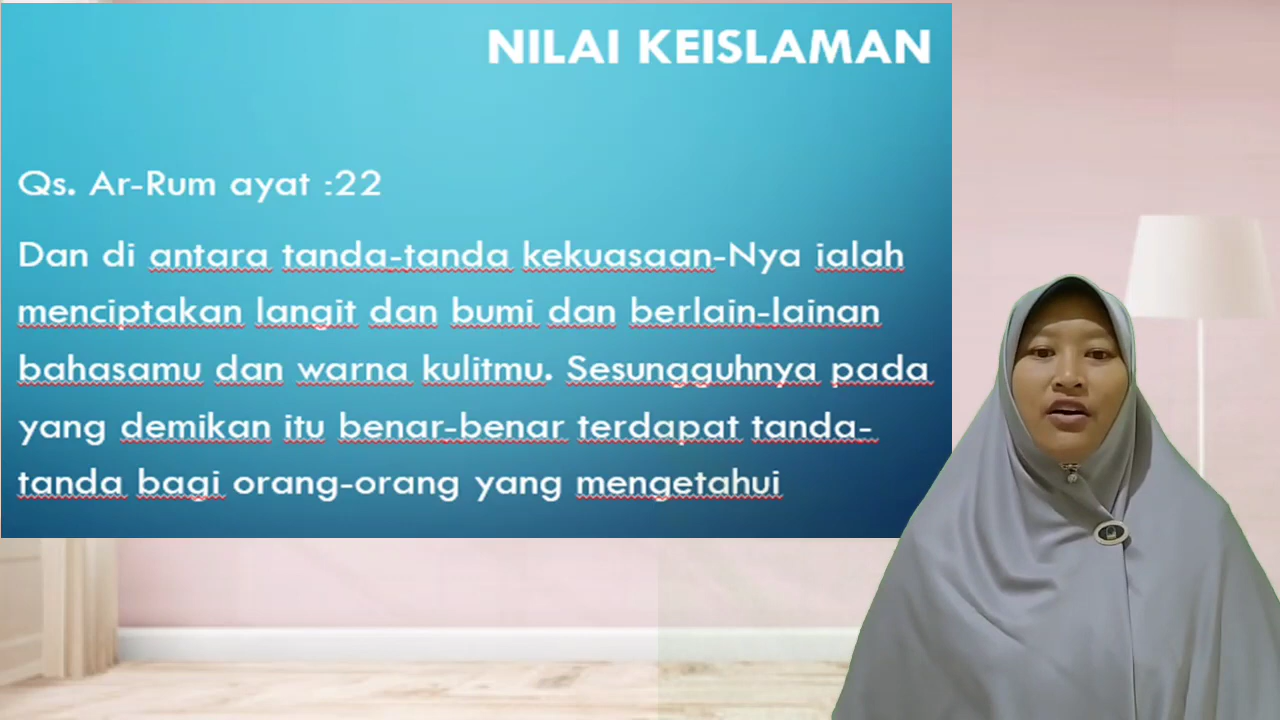 NILAI KEISLAMAN
Qs. Ar-Rum ayat :22
Dan di antara tanda-tanda kekuasaan-Nya ialah
menciptakan langit dan bumi dan berlain-lainan
bahasamu dan warna kulitmu. Sesungguhnya pada
yang demikan itu benar-benar terdapat tanda-
tanda bagi orang-orang yang mengetahui